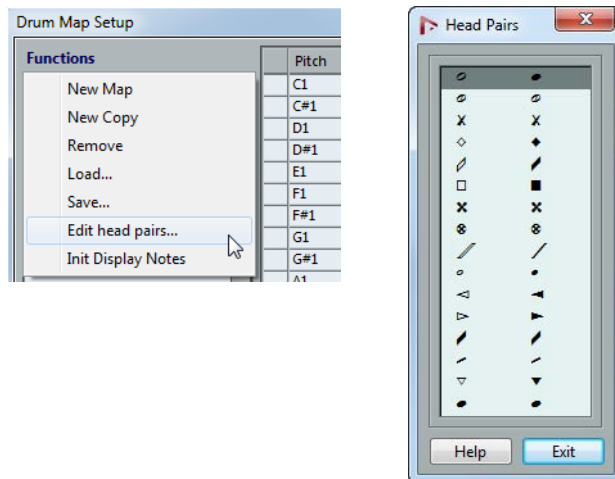 Drum Map Setup
Functions
New Map
New Copy
Remove
Load...
Save...
Edit head pairs...
Init Display Notes
Pitch
C1
C#1
D1
D#1
E1
F1
F#1
G1
G#1
A1
Head Pairs
Help
Exit